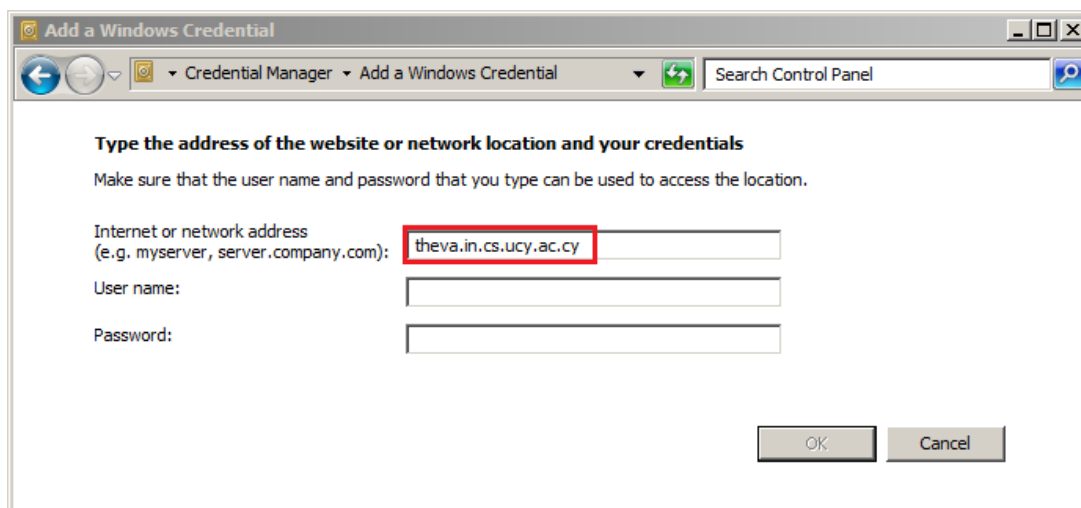 Add a Windows Credential
Credential Manager Add a Windows Credential Search Control Panel
Type the address of the website or network location and your credentials
Make sure that the user name and password that you type can be used to access the location.
Internet or network address
(e.g. myserver, server.company.com): theva.in.cs.ucy.ac.cy
User name:
Password:
OK Cancel